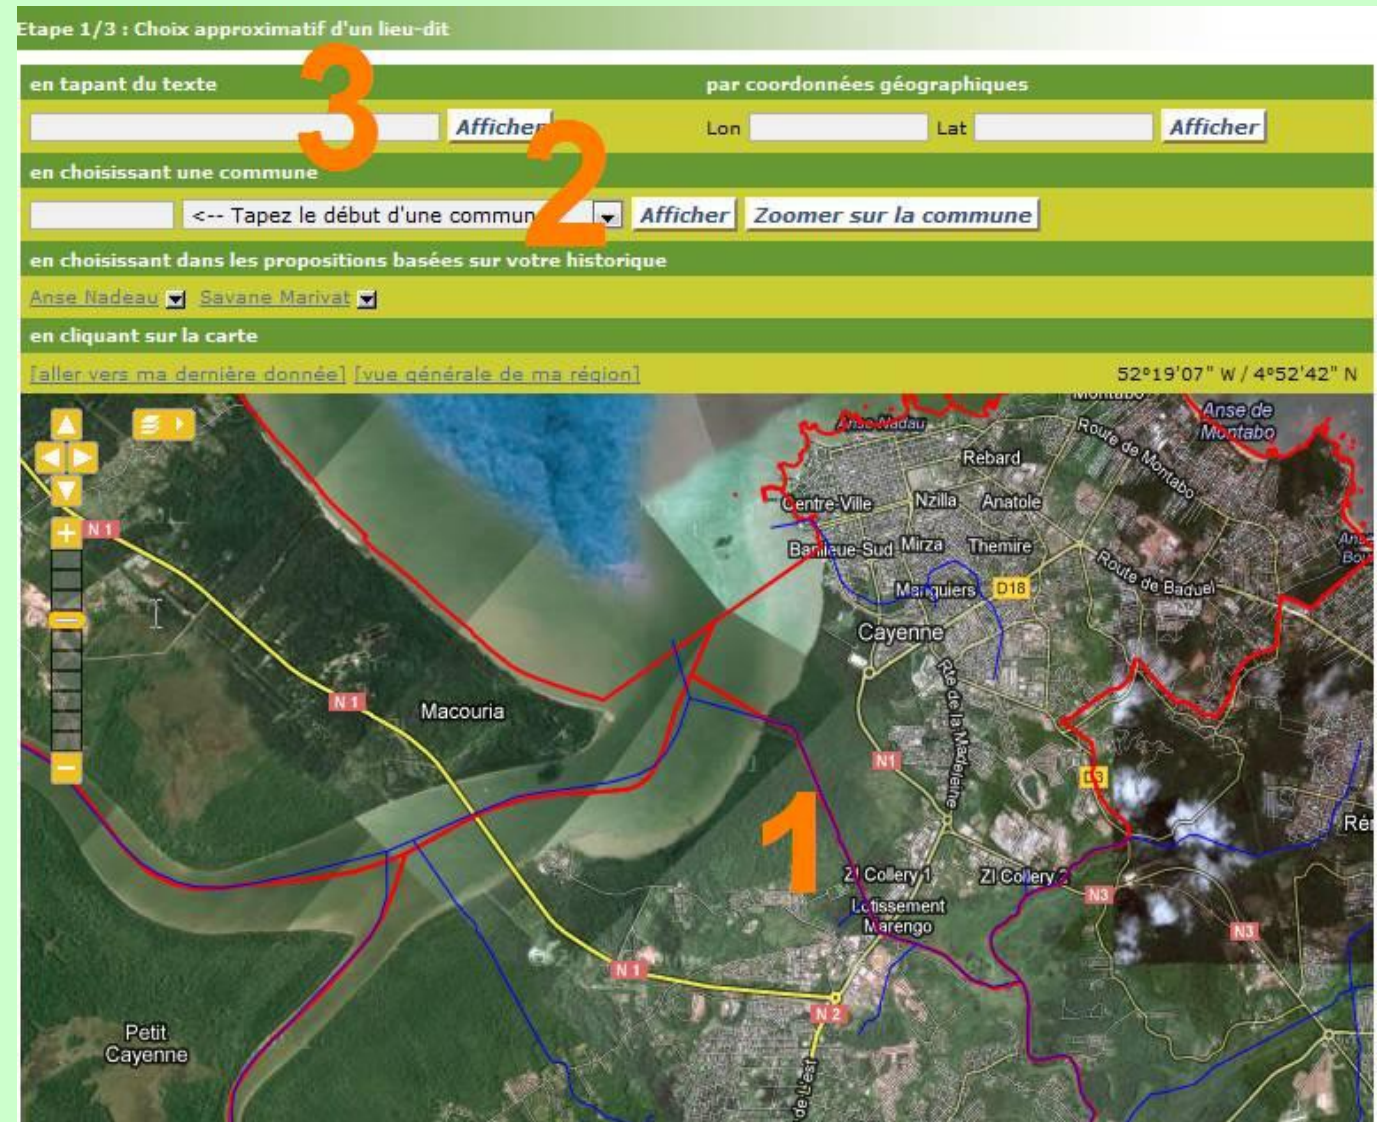 Etape 1/3 : Choix approximatif d'un lieu-dit
3
en tapant du texte
par coordonnées géographiques
Afficher
Lon
Lat
Afficher
2
en choisissant une commune
<-- Tapez le début d'une commun
Afficher
Zoomer sur la commune
en choisissant dans les propositions basées sur votre historique
Anse Nadeau
Savane Marivat
en cliquant sur la carte
[aller vers ma dernière donnée] [vue générale de ma région]
52°19'07" W / 4°52'42" N
Montabo
Anse de
Montabo
Anse Nadau
Route de Montabo
Rebard
Centre-Ville
Nzilla
Anatole
N 1
Banlieue-Sud
Mirza
Themire
Route de Baduel
Manguiers
D18
Cayenne
Rte de la Madeleine
N 1
Macouria
N1
D3
1
Ré
ZI Collery 1
ZI Collery 2
N3
Lotissement
Marengo
N3
N 1
N 2
Petit
Cayenne
de L'est